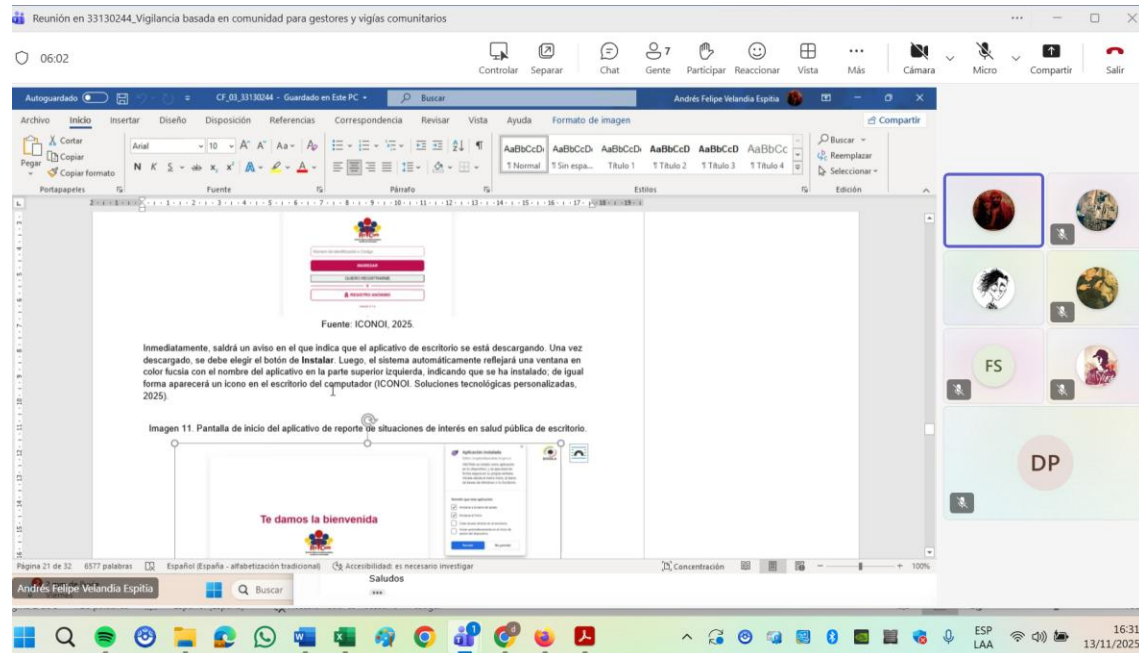 Reunión en 33130244_Vigilancia basada en comunidad para gestores y vigías comunitarios
06:02
Controlar Separar Chat Gente 7 Participar Reaccionar Vista Más Cámara Micro Compartir Salir
Autoguardado CF_03_33130244 - Guardado en Este PC Buscar Andrés Felipe Velandia Espitia
Archivo Inicio Insertar Diseño Disposición Referencias Correspondencia Revisar Vista Ayuda Formato de imagen Compartir
Pegar
Cortar
Copiar
Copiar formato
Arial 10
N K S
AaBbCcDı AaBbCcDı AaBbCcDı AaBbCcD AaBbCcD AaBbCc
¶ Normal ¶ Sin espa... Título 1 ¶ Título 2 ¶ Título 3 ¶ Título 4
Buscar
Reemplazar
Seleccionar
Portapapeles Fuente Párrafo Estilos Edición
INGRESAR
QUIERO REGISTRARME
REGISTRO ANÓNIMO
Fuente: ICONOI, 2025.
Inmediatamente, saldrá un aviso en el que indica que el aplicativo de escritorio se está descargando. Una vez
descargado, se debe elegir el botón de Instalar. Luego, el sistema automáticamente reflejará una ventana en
color fucsia con el nombre del aplicativo en la parte superior izquierda, indicando que se ha instalado; de igual
forma aparecerá un icono en el escritorio del computador (ICONOI. Soluciones tecnológicas personalizadas,
2025).
Imagen 11. Pantalla de inicio del aplicativo de reporte de situaciones de interés en salud pública de escritorio.
Te damos la bienvenida
Aplicación instalada
FS
DP
Página 21 de 32 6577 palabras Español (España - alfabetización tradicional) Accesibilidad: es necesario investigar Concentración 100%
Andrés Felipe Velandia Espitia
Buscar
Saludos
ESP
LAA
16:31
13/11/2025